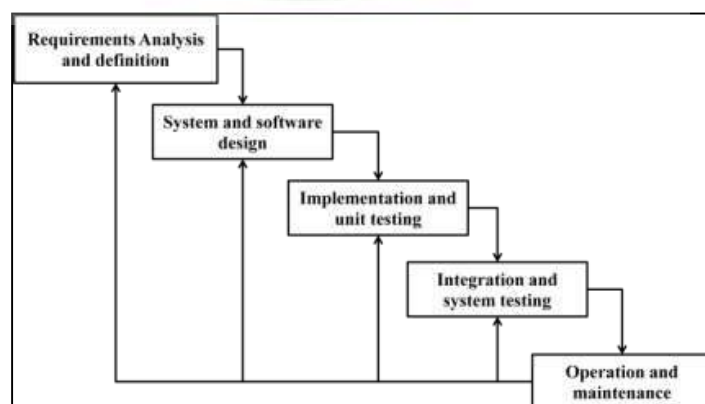 Requirements Analysis
and definition
System and software
design
Implementation and
unit testing
Integration and
system testing
Operation and
maintenance